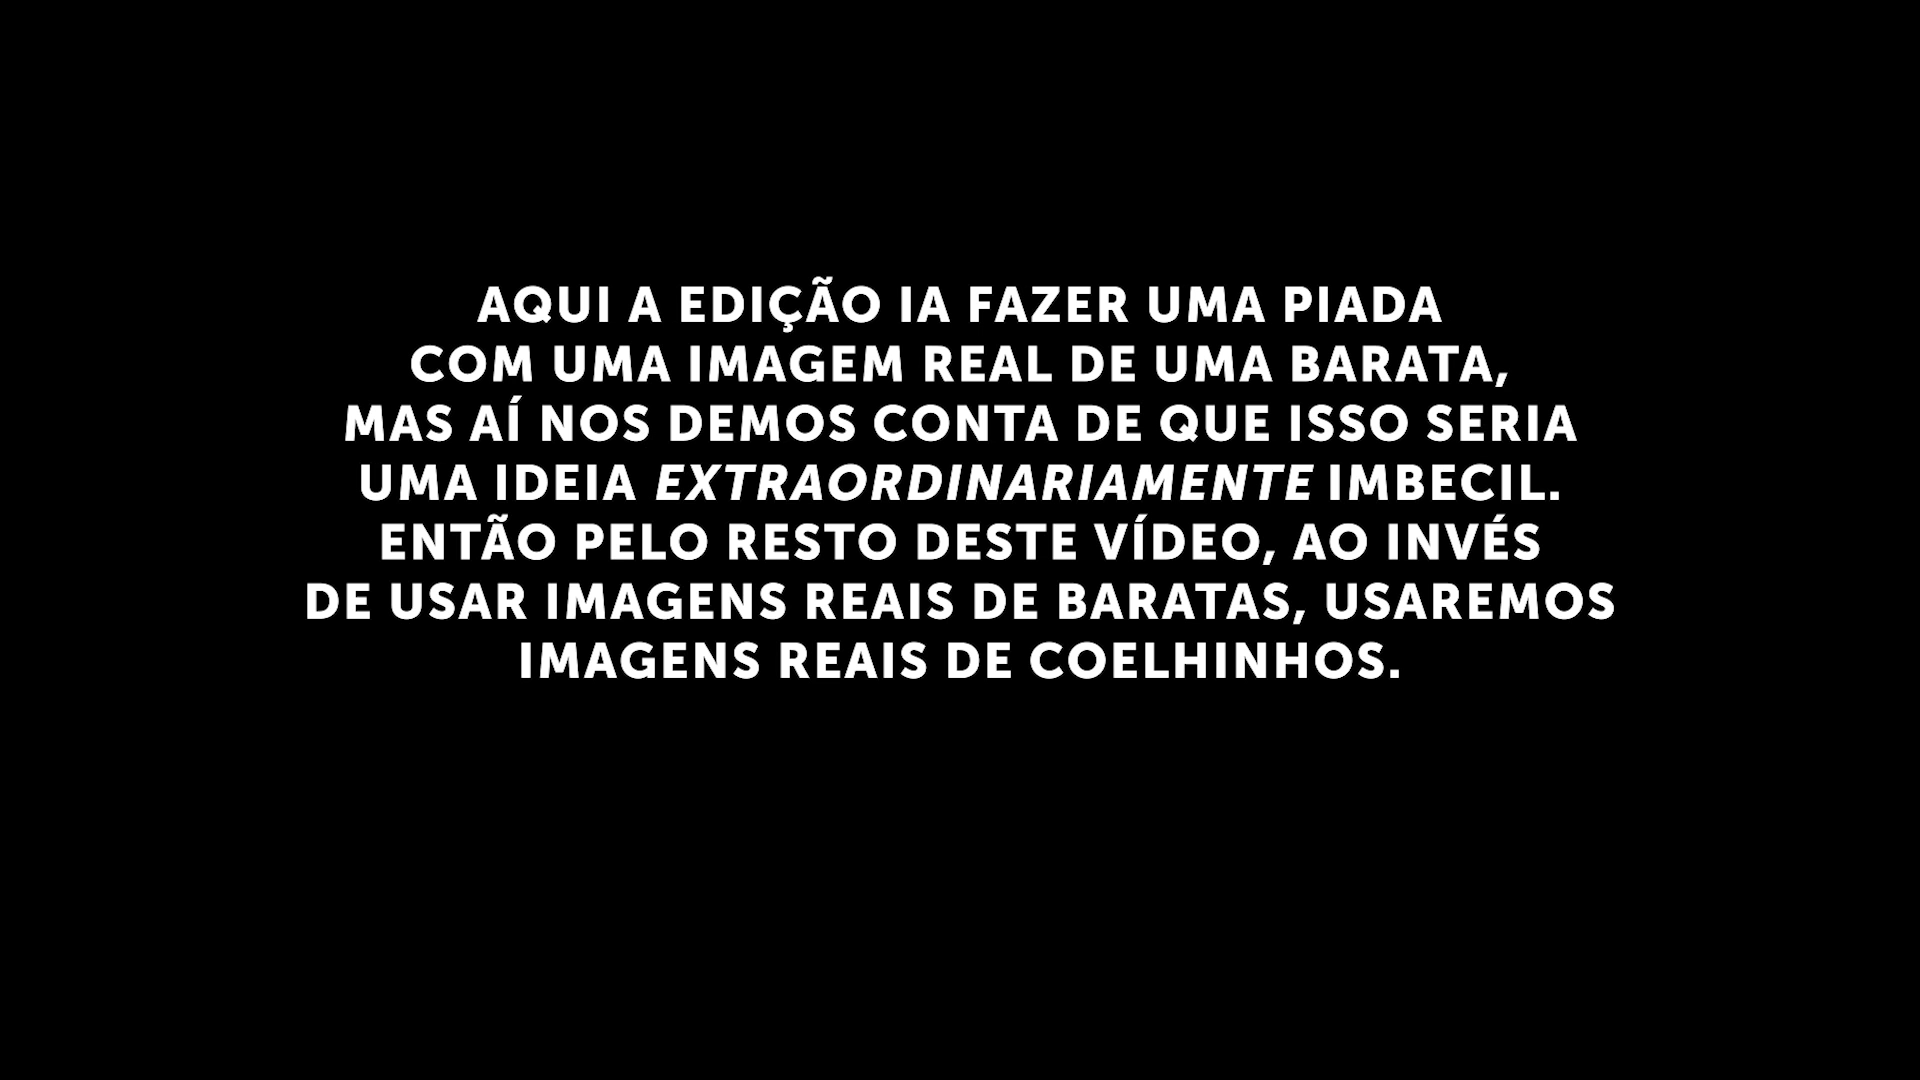 AQUI A EDIÇÃO IA FAZER UMA PIADA
COM UMA IMAGEM REAL DE UMA BARATA,
MAS AÍ NOS DEMOS CONTA DE QUE ISSO SERIA
UMA IDEIA EXTRAORDINARIAMENTE IMBECIL.
ENTÃO PELO RESTO DESTE VÍDEO, AO INVÉS
DE USAR IMAGENS REAIS DE BARATAS, USAREMOS
IMAGENS REAIS DE COELHINHOS.